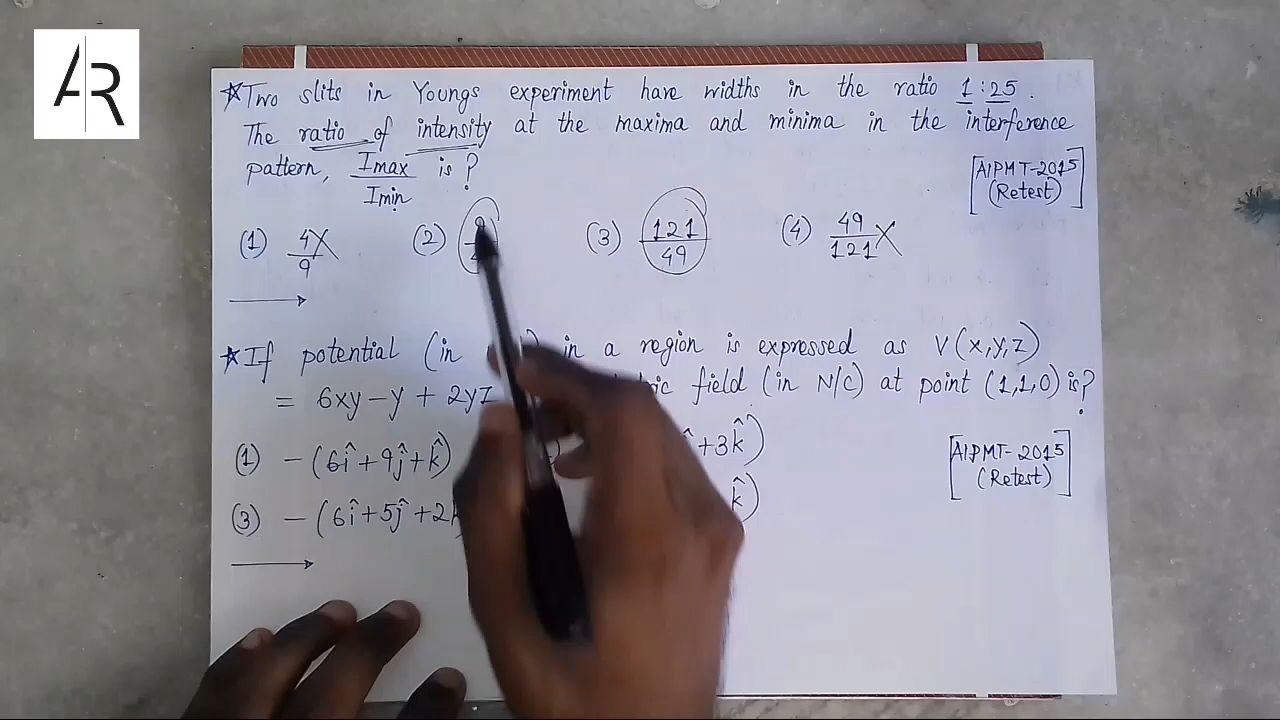 AR
★Two slits in Youngs experiment have widths in the ratio 1:25.
The ratio of intensity at the maxima and minima in the interference
pattern, Imax/Imin is?
[AIPMT-2015 (Retest)]
(1) 4/9 (2) 9/4 (3) 121/49 (4) 49/121
★If potential (in in a region is expressed as V(x,y,z)
= 6xy-y+2yz field (in N/C) at point (1,1,0) is?
(1) -(6î+9ĵ+k̂) +3k̂)
[AIPMT-2015 (Retest)]
(3) -(6î+5ĵ+2 k̂)